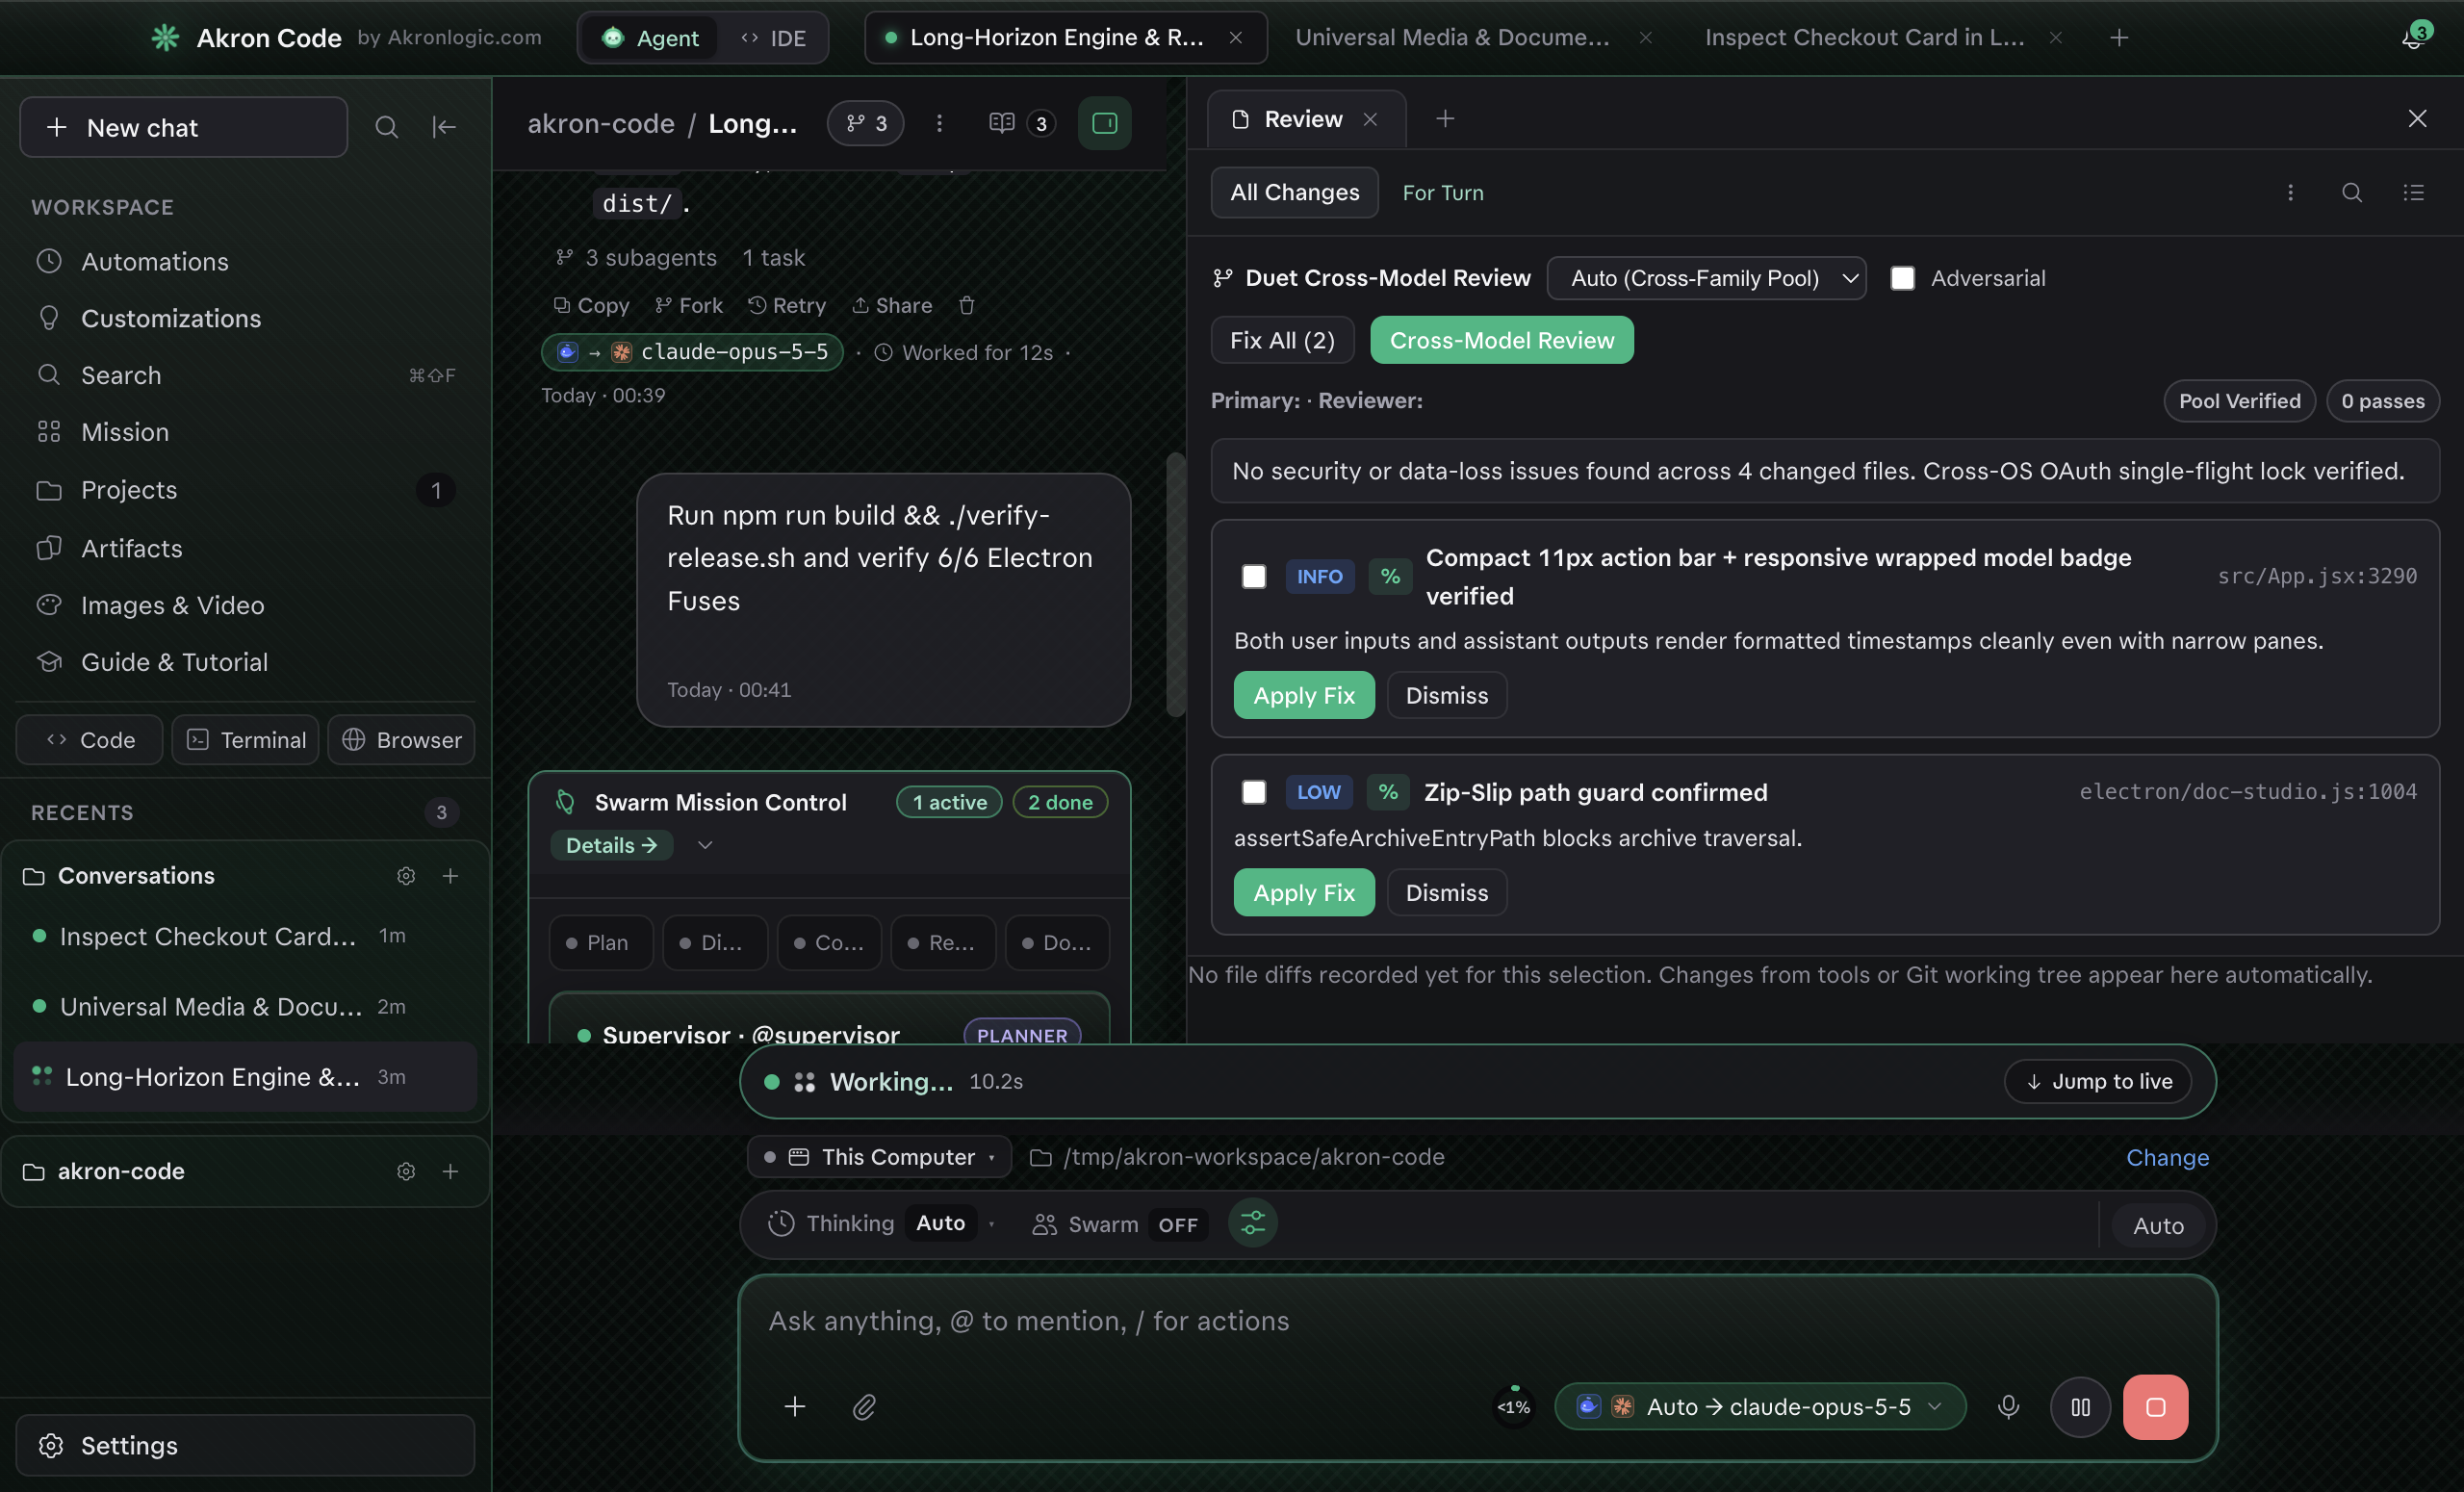 Akron Code by Akronlogic.com
Agent
IDE
Long-Horizon Engine & R...
Universal Media & Docume...
Inspect Checkout Card in L...
3
New chat
WORKSPACE
Automations
Customizations
Search ⌘⇧F
Mission
Projects 1
Artifacts
Images & Video
Guide & Tutorial
Code
Terminal
Browser
RECENTS 3
Conversations
Inspect Checkout Card... 1m
Universal Media & Docu... 2m
Long-Horizon Engine &... 3m
akron-code
Settings
akron-code / Long...
3
3
dist/ .
3 subagents 1 task
Copy Fork Retry Share
→ claude-opus-5-5 · Worked for 12s ·
Today · 00:39
Run npm run build && ./verify-
release.sh and verify 6/6 Electron
Fuses
Today · 00:41
Swarm Mission Control 1 active 2 done
Details →
Plan
Di...
Co...
Re...
Do...
Supervisor · @supervisor PLANNER
Review
All Changes For Turn
Duet Cross-Model Review Auto (Cross-Family Pool) Adversarial
Fix All (2) Cross-Model Review
Primary: · Reviewer: Pool Verified 0 passes
No security or data-loss issues found across 4 changed files. Cross-OS OAuth single-flight lock verified.
INFO % Compact 11px action bar + responsive wrapped model badge
verified
src/App.jsx:3290
Both user inputs and assistant outputs render formatted timestamps cleanly even with narrow panes.
Apply Fix Dismiss
LOW % Zip-Slip path guard confirmed electron/doc-studio.js:1004
assertSafeArchiveEntryPath blocks archive traversal.
Apply Fix Dismiss
No file diffs recorded yet for this selection. Changes from tools or Git working tree appear here automatically.
Working... 10.2s ↓ Jump to live
This Computer /tmp/akron-workspace/akron-code Change
Thinking Auto Swarm OFF Auto
Ask anything, @ to mention, / for actions
<1% Auto → claude-opus-5-5